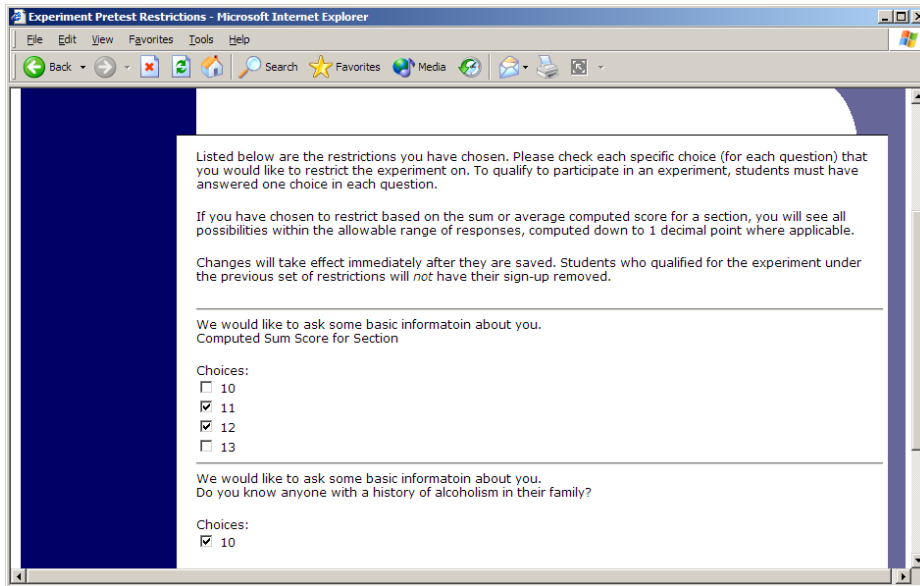 Experiment Pretest Restrictions - Microsoft Internet Explorer
File Edit View Favorites Tools Help
Back Search Favorites Media
Listed below are the restrictions you have chosen. Please check each specific choice (for each question) that
you would like to restrict the experiment on. To qualify to participate in an experiment, students must have
answered one choice in each question.
If you have chosen to restrict based on the sum or average computed score for a section, you will see all
possibilities within the allowable range of responses, computed down to 1 decimal point where applicable.
Changes will take effect immediately after they are saved. Students who qualified for the experiment under
the previous set of restrictions will not have their sign-up removed.
We would like to ask some basic informatoin about you.
Computed Sum Score for Section
Choices:
10
11
12
13
We would like to ask some basic informatoin about you.
Do you know anyone with a history of alcoholism in their family?
Choices:
10